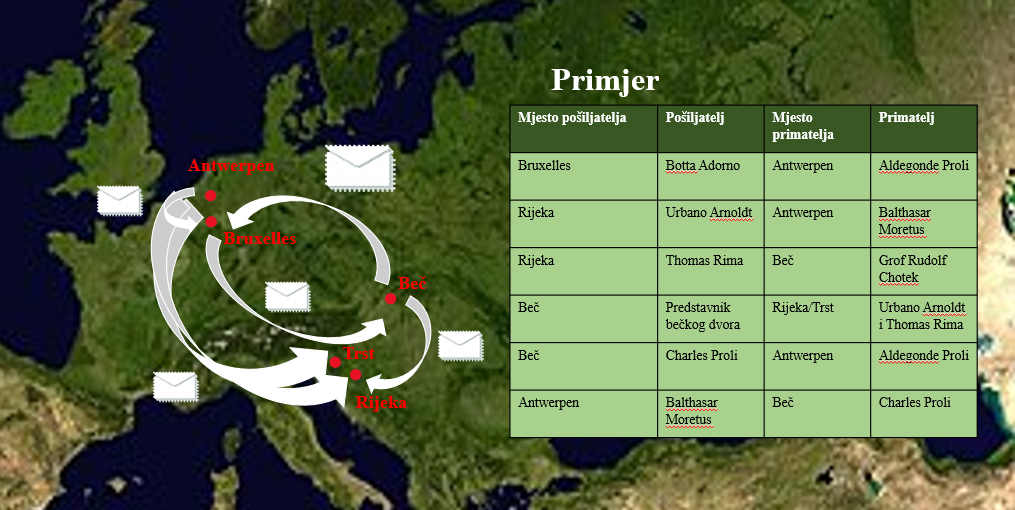 Primjer
Antwerpen
Bruxelles
Beč
Trst
Rijeka
Mjesto pošiljatelja Pošiljatelj Mjesto primatelja Primatelj
Bruxelles Botta Adorno Antwerpen Aldegonde Proli
Rijeka Urbano Arnoldt Antwerpen Balthasar Moretus
Rijeka Thomas Rima Beč Grof Rudolf Chotek
Beč Predstavnik bečkog dvora Rijeka/Trst Urbano Arnoldt i Thomas Rima
Beč Charles Proli Antwerpen Aldegonde Proli
Antwerpen Balthasar Moretus Beč Charles Proli